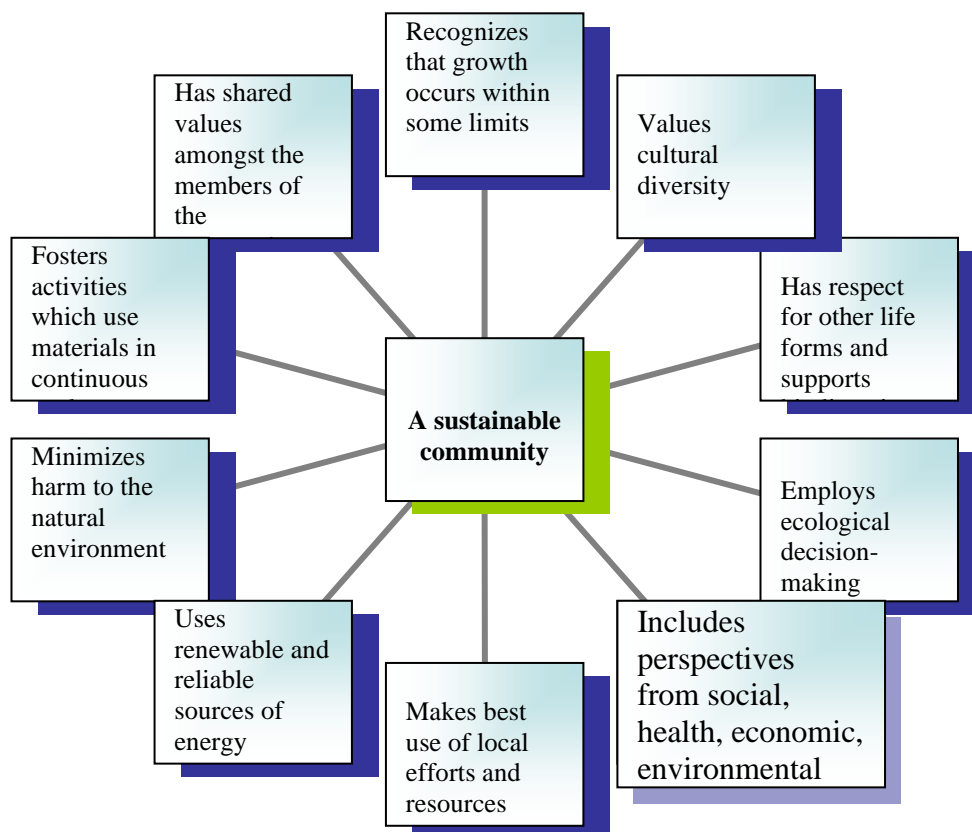 Recognizes
that growth
occurs within
some limits
Values
cultural
diversity
Has respect
for other life
forms and
supports
Employs
ecological
decision-
making
Includes
perspectives
from social,
health, economic,
environmental
Makes best
use of local
efforts and
resources
Uses
renewable and
reliable
sources of
energy
Minimizes
harm to the
natural
environment
Fosters
activities
which use
materials in
continuous
Has shared
values
amongst the
members of
the
A sustainable
community